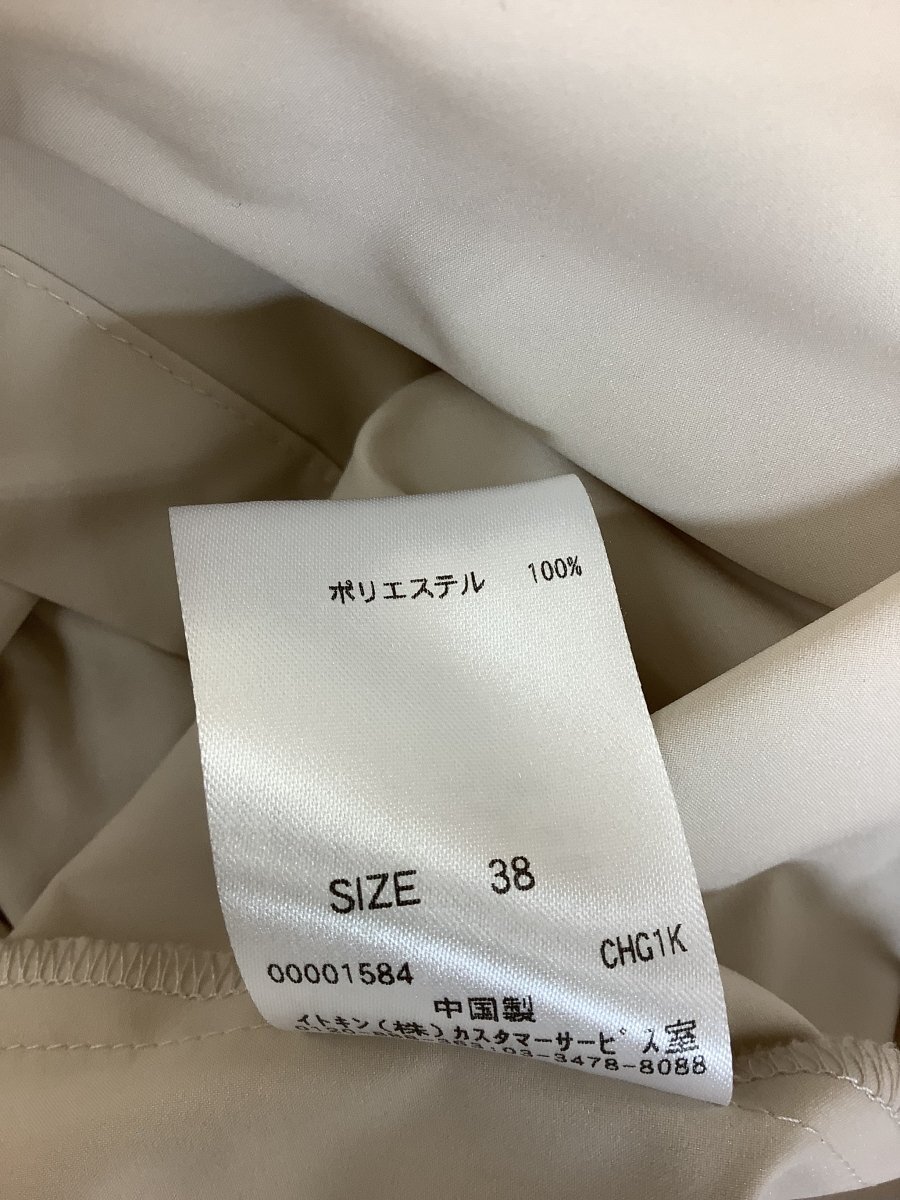 ポリエステル 100%
SIZE 38
CHG1K
00001584
中国製
イトキン(株)カスタマーサービス室
03-3478-8088